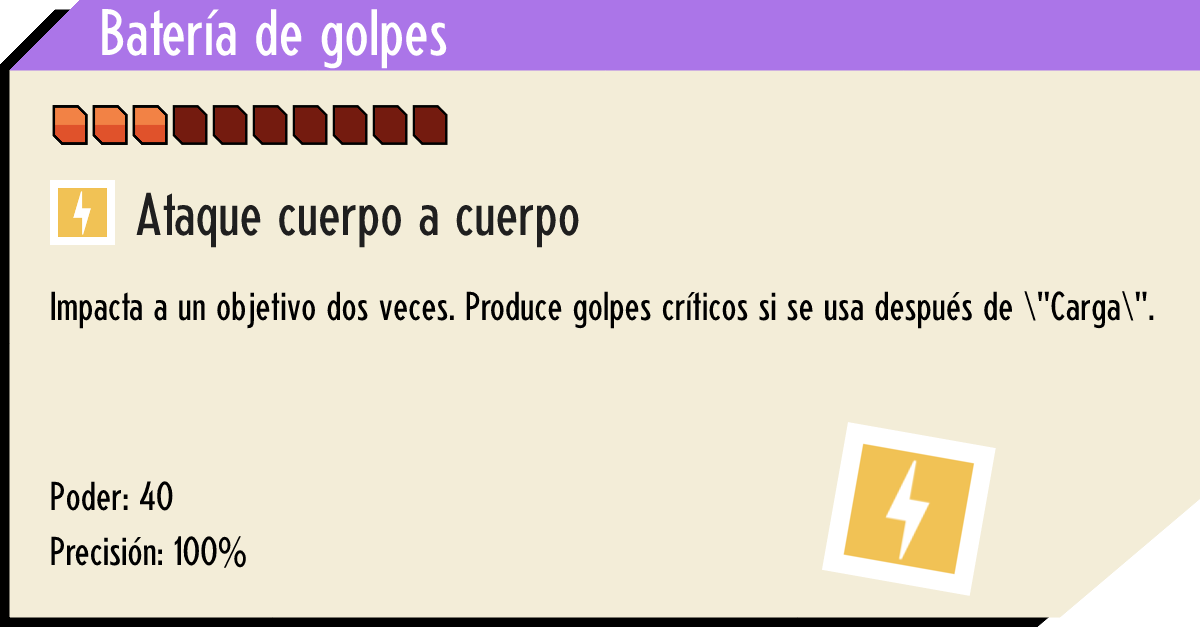 Batería de golpes
Ataque cuerpo a cuerpo
Impacta a un objetivo dos veces. Produce golpes críticos si se usa después de \"Carga\".
Poder: 40
Precisión: 100%